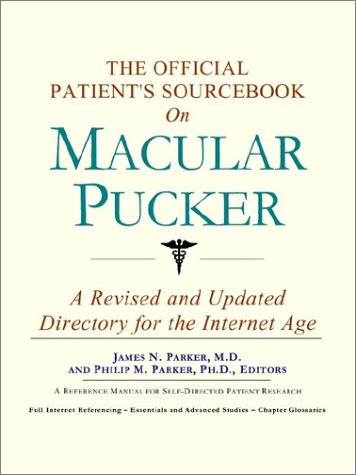 THE OFFICIAL
PATIENT'S SOURCEBOOK
On
MACULAR
PUCKER
A Revised and Updated
Directory for the Internet Age
JAMES N. PARKER, M.D.
AND PHILIP M. PARKER, PH.D., EDITORS
A REFERENCE MANUAL FOR SELF-DIRECTED PATIENT RESEARCH
Full Internet Referencing – Essentials and Advanced Studies – Chapter Glossaries